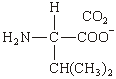 H
CO₂
H₂N
COO⁻
CH(CH₃)₂